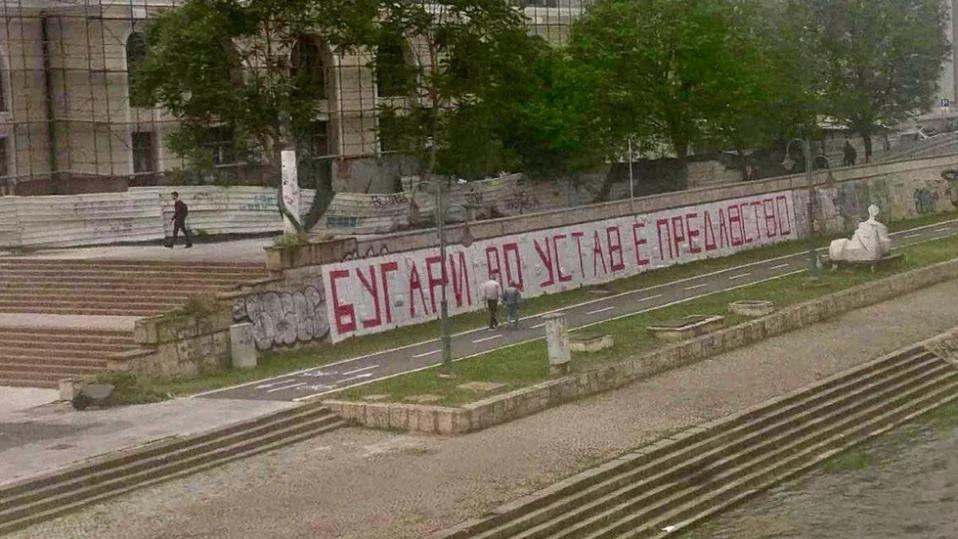 БУГАРИ ВО УСТАВ Е ПРЕДАВСТВО